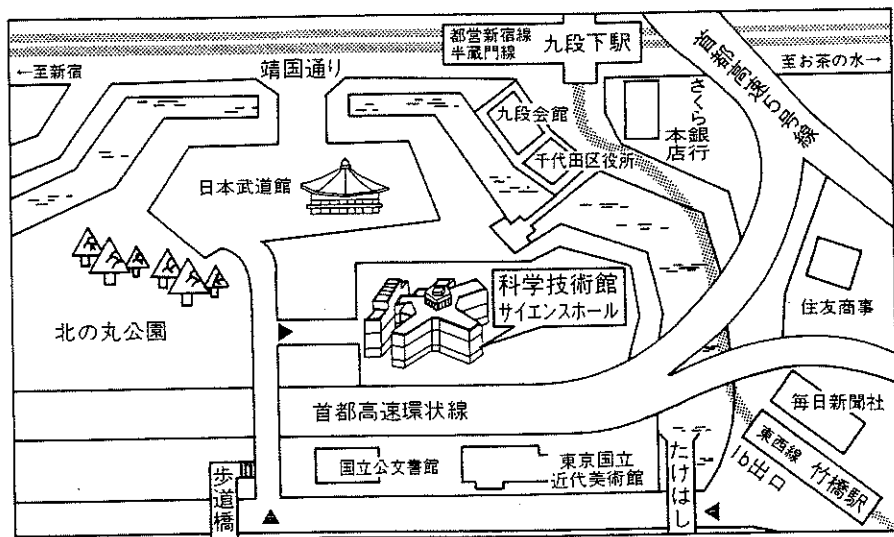 都営新宿線
半蔵門線
九段下駅
首都高速5号線
←至新宿
靖国通り
至お茶の水→
九段会館
さくら
銀行
本店
千代田区役所
日本武道館
科学技術館
サイエンスホール
住友商事
北の丸公園
首都高速環状線
毎日新聞社
国立公文書館
東京国立
近代美術館
たけはし
東西線
竹橋駅
1b出口
歩道橋